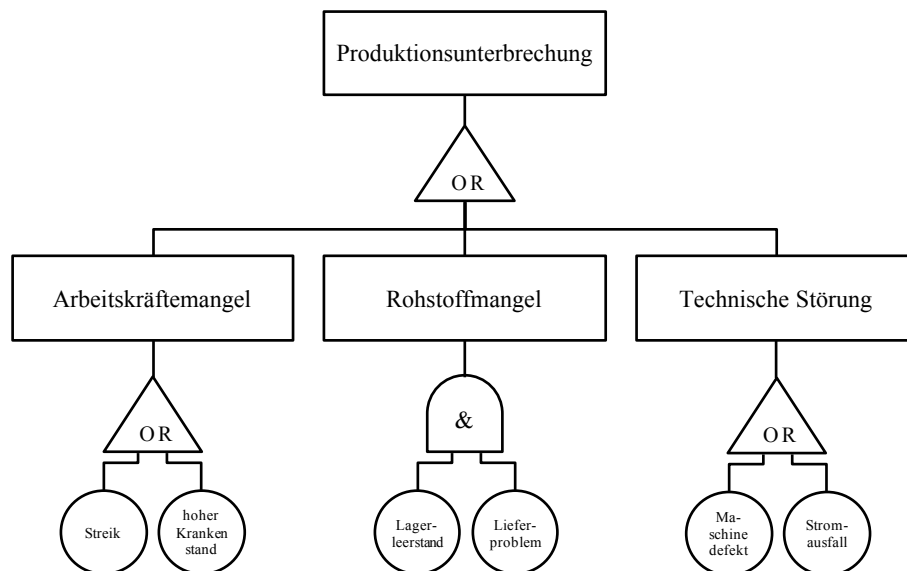 Produktionsunterbrechung
OR
Arbeitskräftemangel
Rohstoffmangel
Technische Störung
OR
&
OR
Streik
hoher
Kranken
stand
Lager-
leerstand
Liefer-
problem
Ma-
schine
defekt
Strom-
ausfall